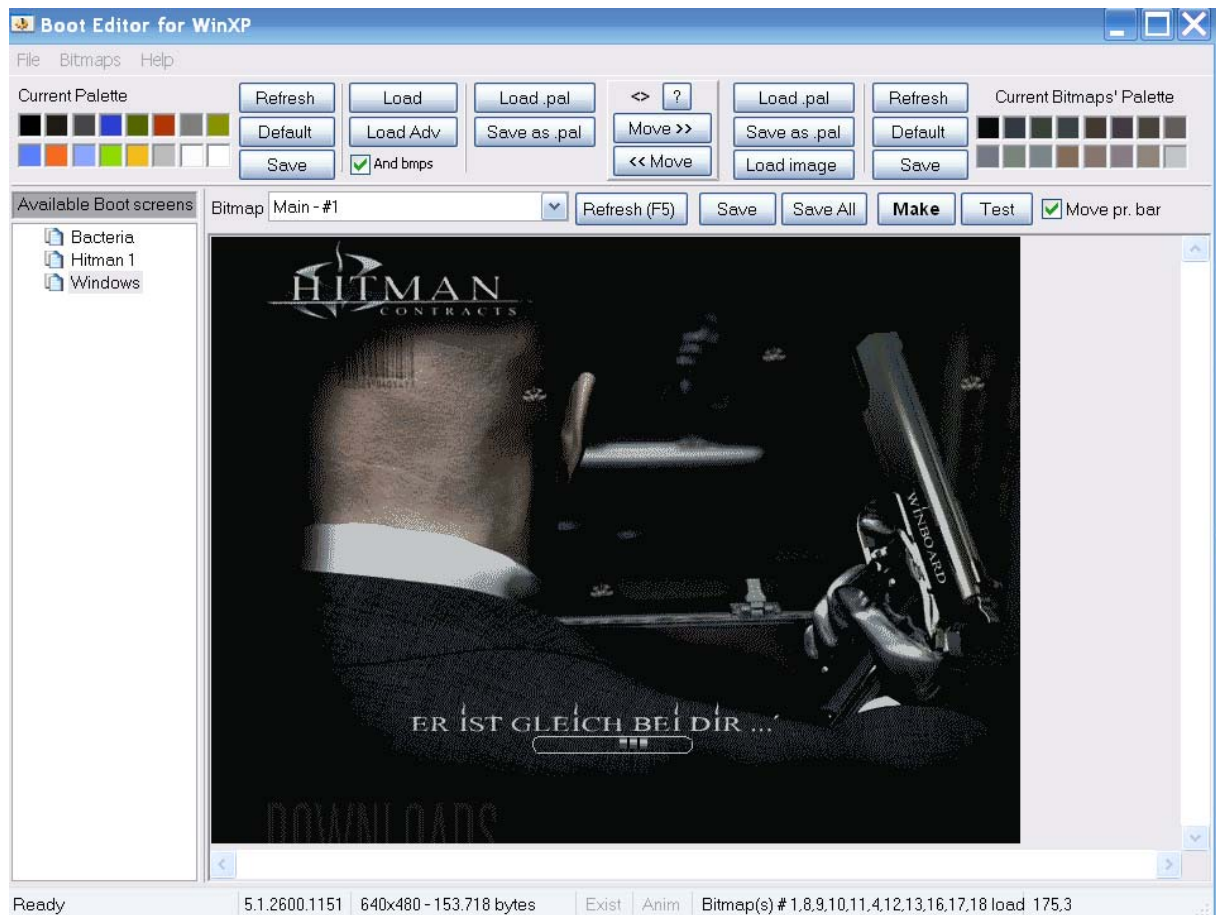 Boot Editor for WinXP
File Bitmaps Help
Current Palette
Refresh Load Load .pal <> ? Load .pal Refresh Current Bitmaps' Palette
Default Load Adv Save as .pal Move >> Save as .pal Default
Save And bmps << Move Load image Save
Available Boot screens Bitmap Main - #1 Refresh (F5) Save Save All Make Test Move pr. bar
Bacteria
Hitman 1
Windows
HITMAN
CONTRACTS
WINBOARD
ER IST GLEICH BEI DIR ...
DOWNLOADS
Ready 5.1.2600.1151 640x480 - 153.718 bytes Exist Anim Bitmap(s) # 1,8,9,10,11,4,12,13,16,17,18 load 175,3